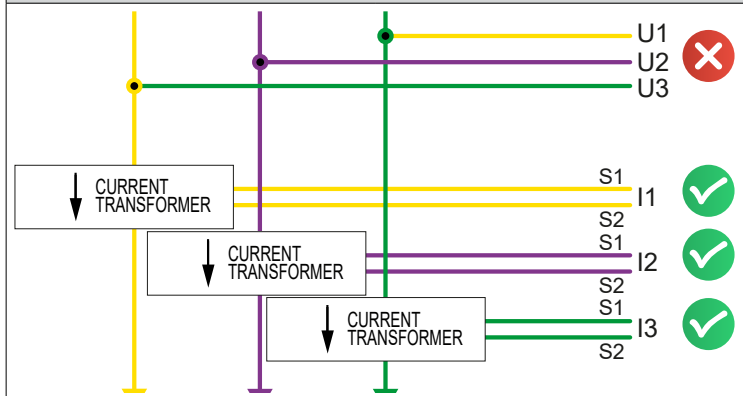 U1
U2
U3
CURRENT
TRANSFORMER
S1
I1
S2
CURRENT
TRANSFORMER
S1
I2
S2
CURRENT
TRANSFORMER
S1
I3
S2